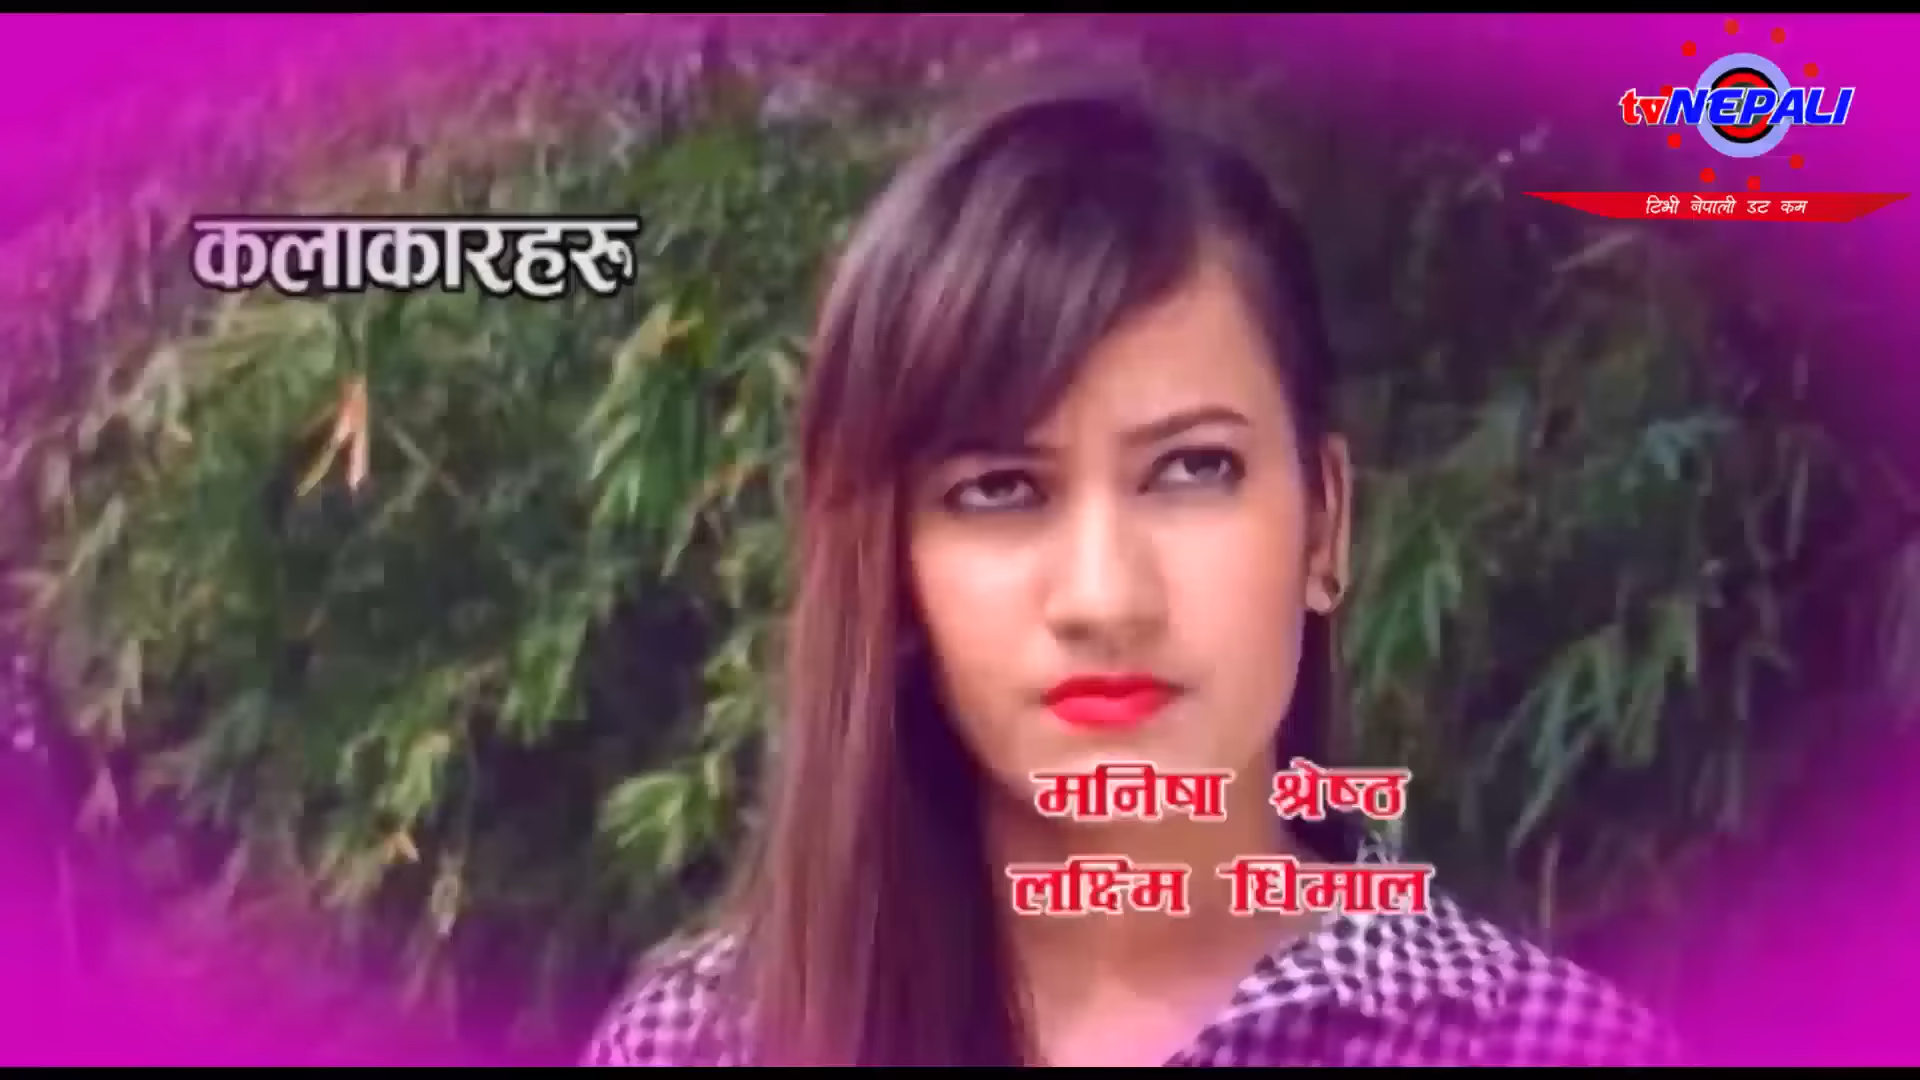 tvNEPALI
टिभी नेपाली डट कम
कलाकारहरू
मनिषा श्रेष्ठ
लक्ष्मि धिमाल